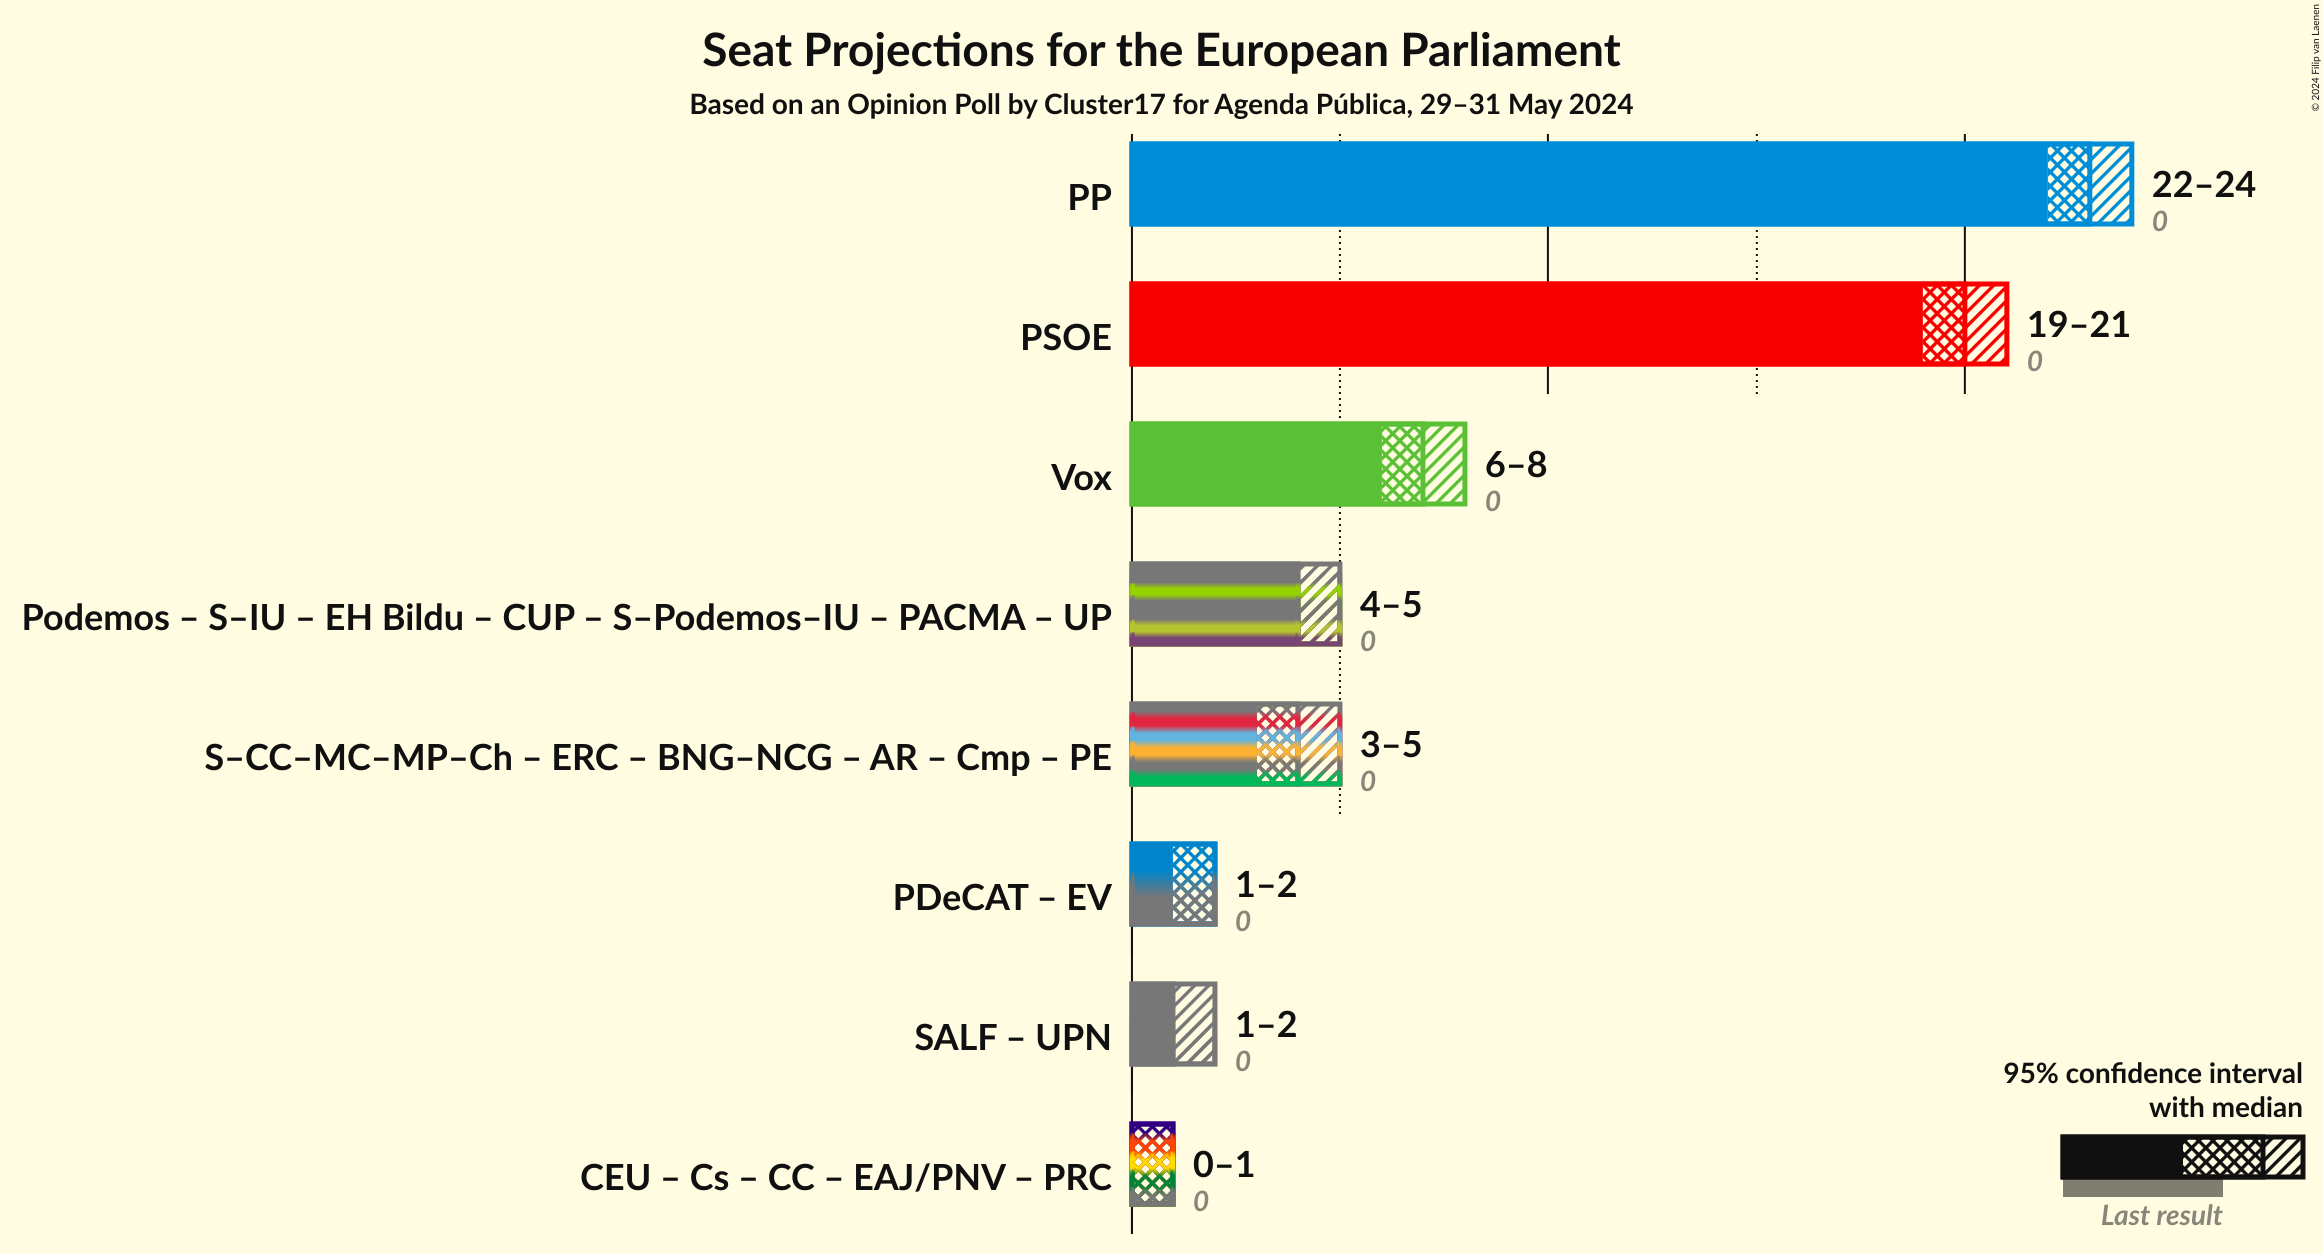 Seat Projections for the European Parliament
Based on an Opinion Poll by Cluster17 for Agenda Pública, 29–31 May 2024
© 2024 Filip van Laenen
PP
22–24
0
PSOE
19–21
0
Vox
6–8
0
Podemos – S–IU – EH Bildu – CUP – S–Podemos–IU – PACMA – UP
4–5
0
S–CC–MC–MP–Ch – ERC – BNG–NCG – AR – Cmp – PE
3–5
0
PDeCAT – EV
1–2
0
SALF – UPN
1–2
0
CEU – Cs – CC – EAJ/PNV – PRC
0–1
0
95% confidence interval
with median
Last result